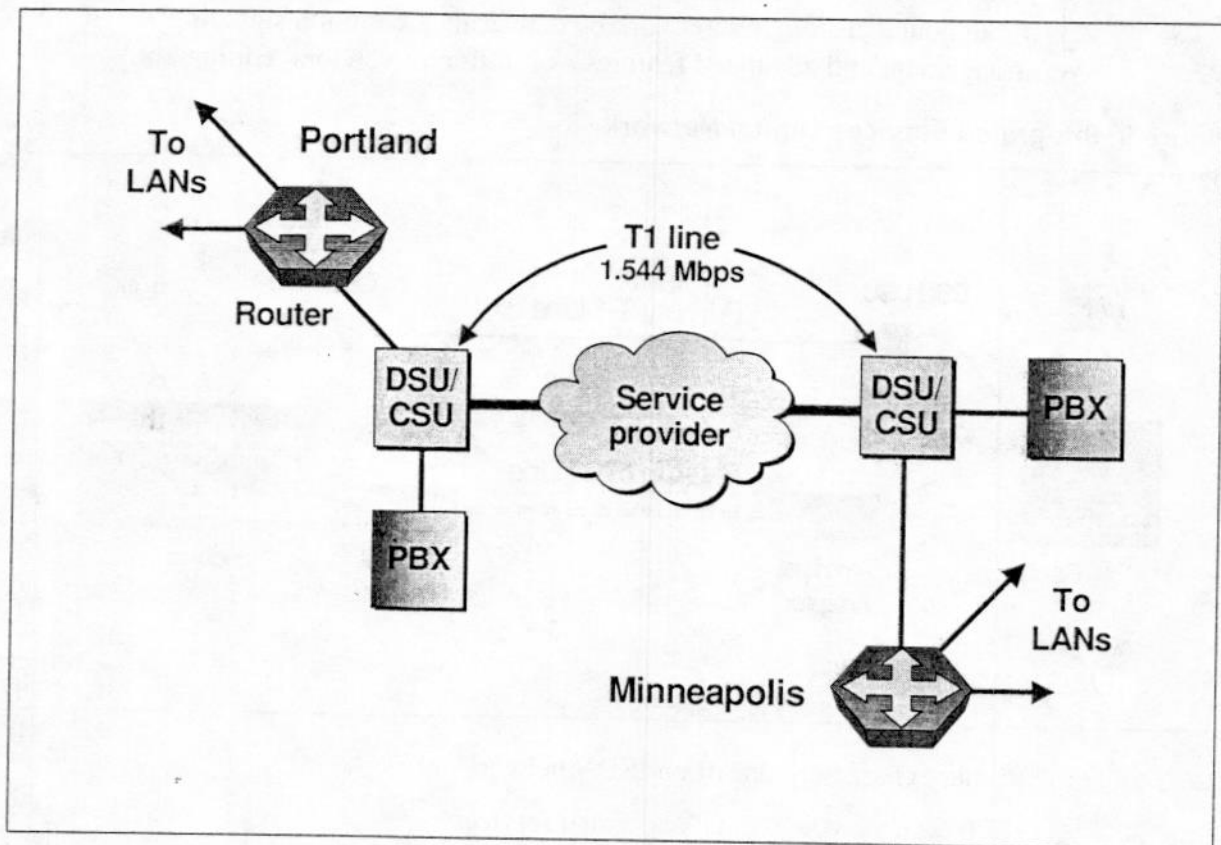 To
LANs
Portland
Router
T1 line
1.544 Mbps
DSU/
CSU
Service
provider
DSU/
CSU
PBX
PBX
To
LANs
Minneapolis